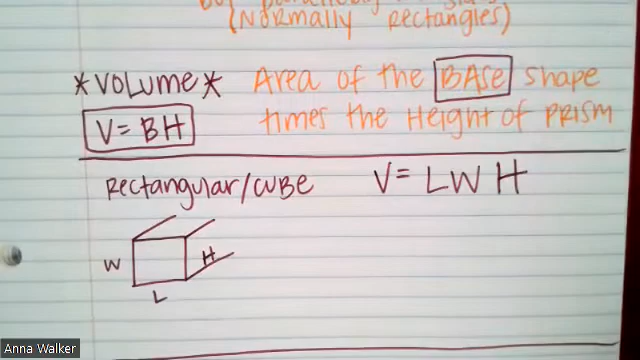 (NORMALLY RECTANGLES)
*VOLUME* Area of the BASE shape
V = BH times the Height of PRISM
Rectangular/CUBE V = LWH
W H
L
Anna Walker